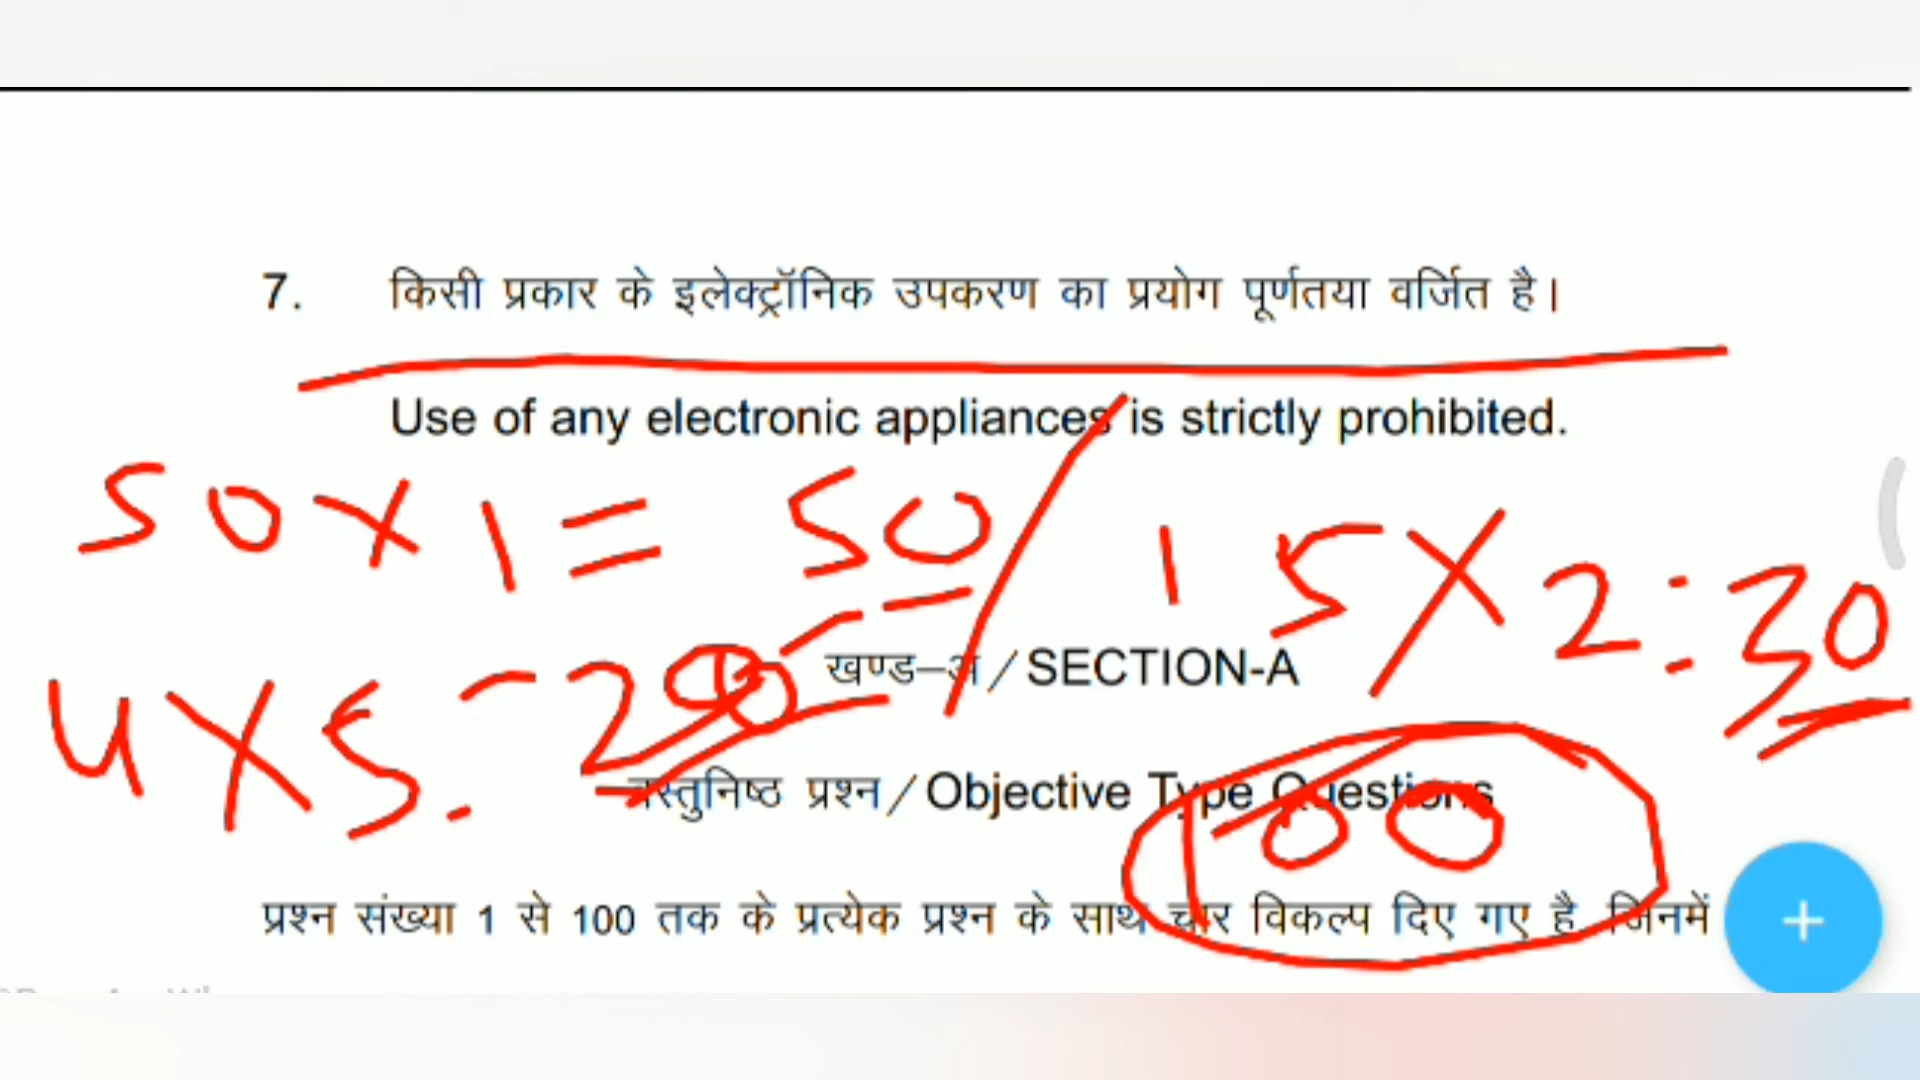 7. किसी प्रकार के इलेक्ट्रॉनिक उपकरण का प्रयोग पूर्णतया वर्जित है।
Use of any electronic appliances is strictly prohibited.
50 x 1 = 50 / 15 x 2 = 30
खण्ड–अ / SECTION-A
4 x 5 = 20
वस्तुनिष्ठ प्रश्न / Objective Type Questions
100
प्रश्न संख्या 1 से 100 तक के प्रत्येक प्रश्न के साथ चार विकल्प दिए गए है जिनमें